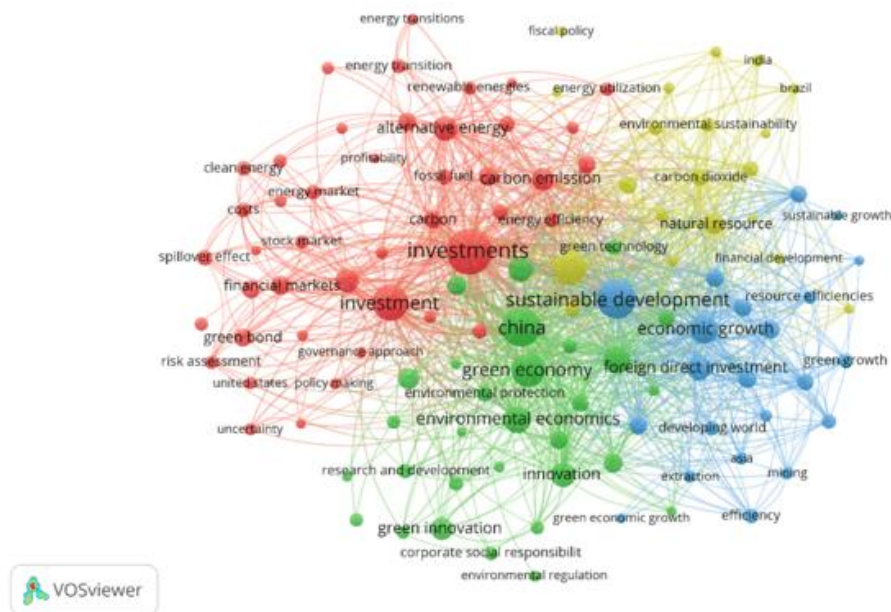 energy transitions
fiscal policy
energy transition
india
renewable energies
energy utilization
brazil
alternative energy
environmental sustainability
clean energy
profitability
fossil fuel
carbon emission
carbon dioxide
energy market
costs
carbon
energy efficiency
natural resource
sustainable growth
stock market
investments
green technology
spillover effect
financial development
financial markets
investment
sustainable development
resource efficiencies
green bond
china
economic growth
governance approach
risk assessment
green economy
foreign direct investment
green growth
united states
policy making
environmental protection
uncertainty
environmental economics
developing world
research and development
innovation
asia
extraction
mining
green innovation
green economic growth
efficiency
corporate social responsibilit
environmental regulation
VOSviewer